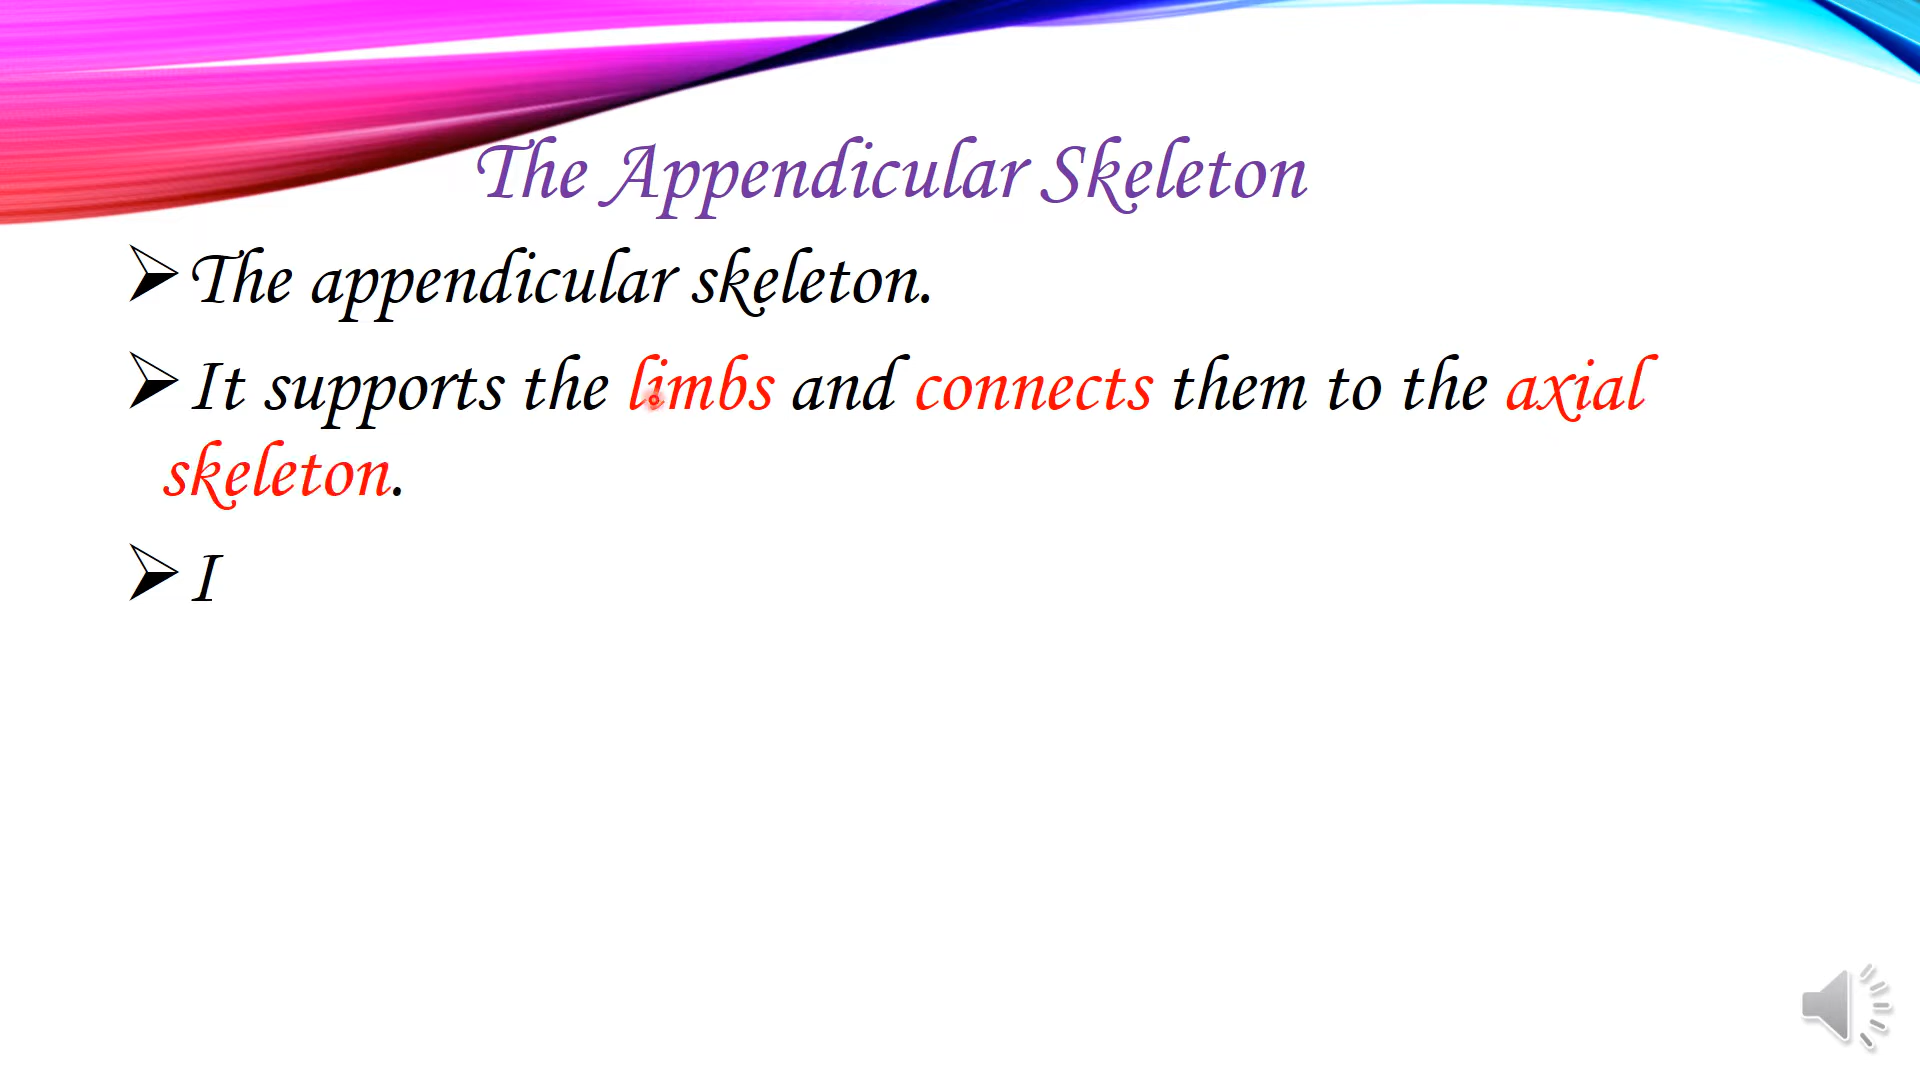 The Appendicular Skeleton
The appendicular skeleton.
It supports the limbs and connects them to the axial
skeleton.
I